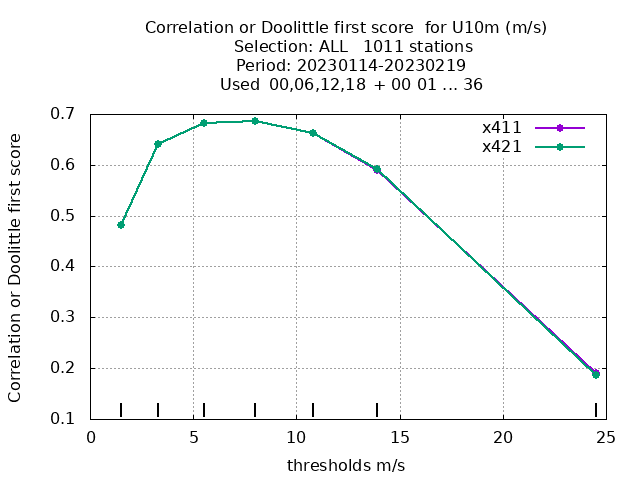 Correlation or Doolittle first score  for U10m (m/s)
Selection: ALL   1011 stations
Period: 20230114-20230219
Used  00,06,12,18  + 00 01 ... 36
x411
x421
0.7
0.6
0.5
0.4
0.3
0.2
0.1
Correlation or Doolittle first score
0 5 10 15 20 25
thresholds m/s